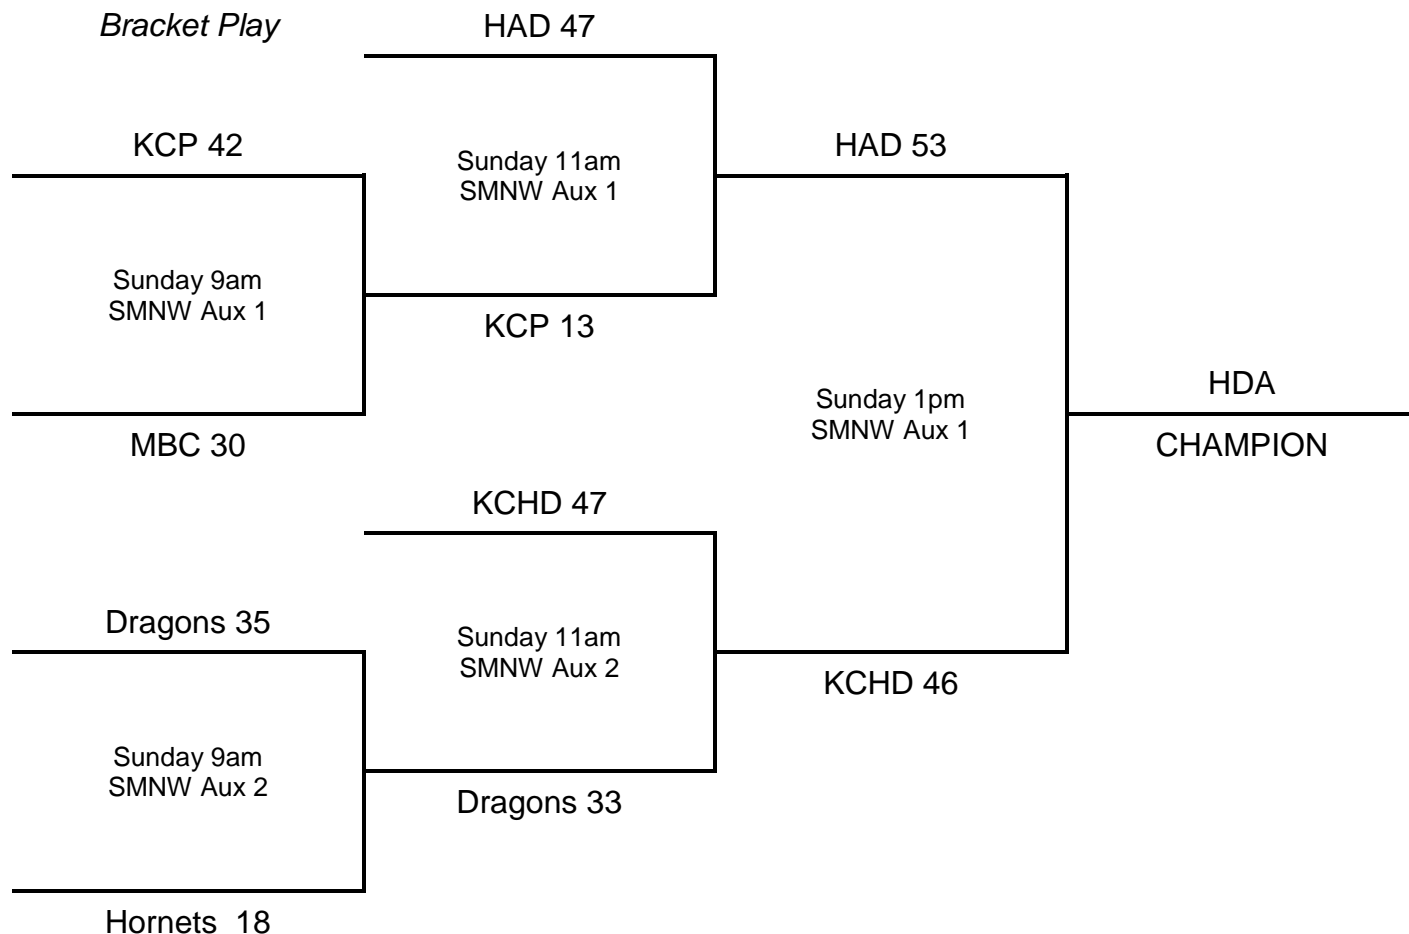 Bracket Play
HAD 47
KCP 42
Sunday 11am
SMNW Aux 1
HAD 53
Sunday 9am
SMNW Aux 1
KCP 13
MBC 30
Sunday 1pm
SMNW Aux 1
HDA
CHAMPION
KCHD 47
Dragons 35
Sunday 11am
SMNW Aux 2
KCHD 46
Sunday 9am
SMNW Aux 2
Dragons 33
Hornets  18